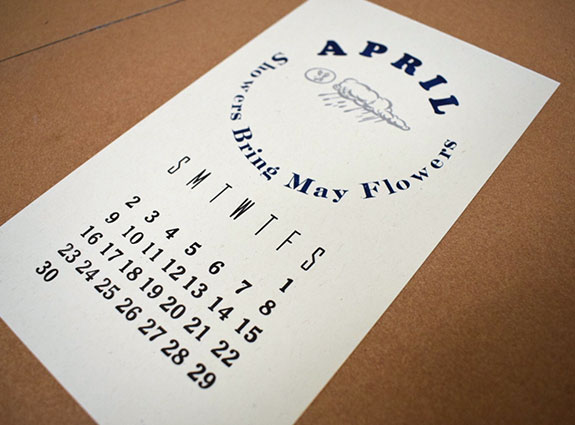 APRIL
Showers Bring May Flowers
S M T W T F S
1
2 3 4 5 6 7 8
9 10 11 12 13 14 15
16 17 18 19 20 21 22
23 24 25 26 27 28 29
30